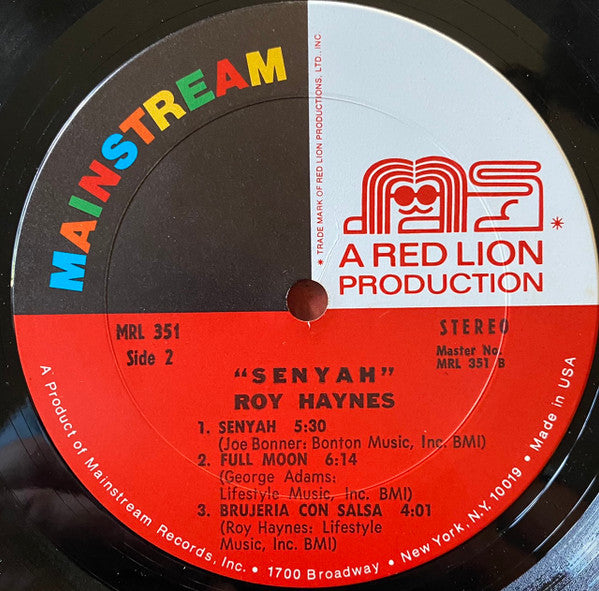 MAINSTREAM
* TRADE MARK OF RED LION PRODUCTIONS, LTD., INC.
A RED LION
PRODUCTION
MRL 351
Side 2
STEREO
Master No.
MRL 351 B
"SENYAH"
ROY HAYNES
1. SENYAH 5:30
(Joe Bonner: Bonton Music, Inc. BMI)
2. FULL MOON 6:14
(George Adams:
Lifestyle Music, Inc. BMI)
3. BRUJERIA CON SALSA 4:01
(Roy Haynes: Lifestyle
Music, Inc. BMI)
A Product of Mainstream Records, Inc. • 1700 Broadway • New York, N.Y. 10019 • Made in USA